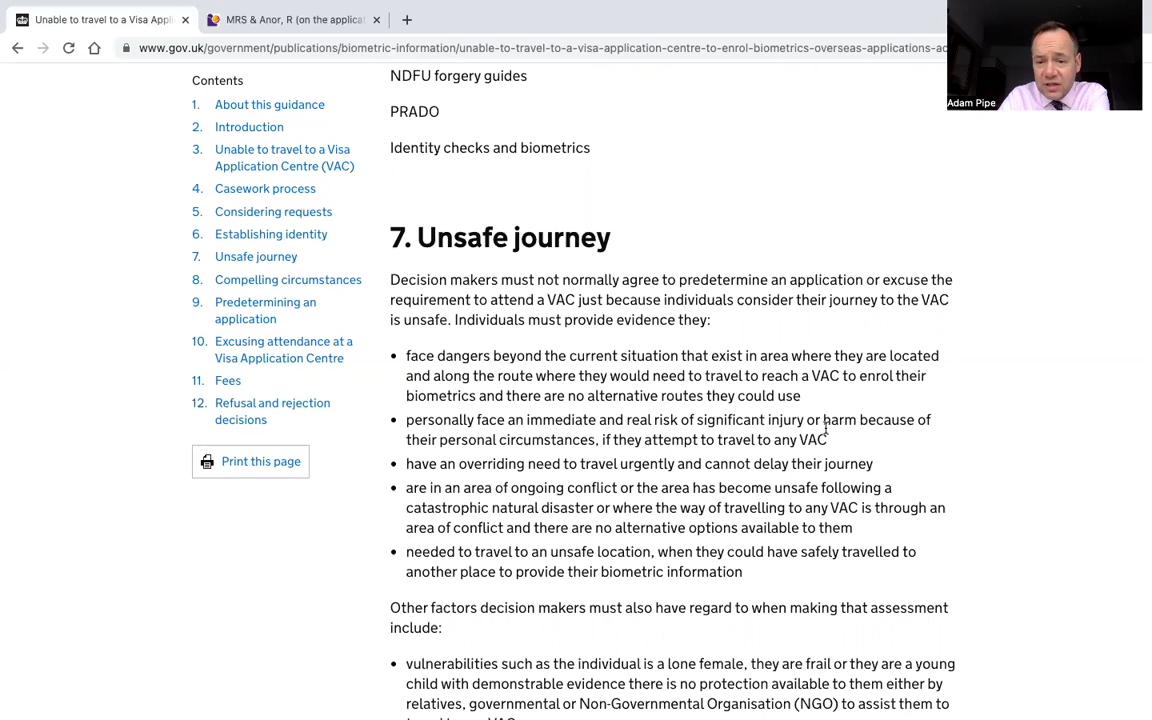 Unable to travel to a Visa Appli
MRS & Anor, R (on the applicat
www.gov.uk/government/publications/biometric-information/unable-to-travel-to-a-visa-application-centre-to-enrol-biometrics-overseas-applications-ac
Adam Pipe
Contents
1. About this guidance
2. Introduction
3. Unable to travel to a Visa
Application Centre (VAC)
4. Casework process
5. Considering requests
6. Establishing identity
7. Unsafe journey
8. Compelling circumstances
9. Predetermining an
application
10. Excusing attendance at a
Visa Application Centre
11. Fees
12. Refusal and rejection
decisions
Print this page
NDFU forgery guides
PRADO
Identity checks and biometrics
7. Unsafe journey
Decision makers must not normally agree to predetermine an application or excuse the
requirement to attend a VAC just because individuals consider their journey to the VAC
is unsafe. Individuals must provide evidence they:
• face dangers beyond the current situation that exist in area where they are located
and along the route where they would need to travel to reach a VAC to enrol their
biometrics and there are no alternative routes they could use
• personally face an immediate and real risk of significant injury or harm because of
their personal circumstances, if they attempt to travel to any VAC
• have an overriding need to travel urgently and cannot delay their journey
• are in an area of ongoing conflict or the area has become unsafe following a
catastrophic natural disaster or where the way of travelling to any VAC is through an
area of conflict and there are no alternative options available to them
• needed to travel to an unsafe location, when they could have safely travelled to
another place to provide their biometric information
Other factors decision makers must also have regard to when making that assessment
include:
• vulnerabilities such as the individual is a lone female, they are frail or they are a young
child with demonstrable evidence there is no protection available to them either by
relatives, governmental or Non-Governmental Organisation (NGO) to assist them to